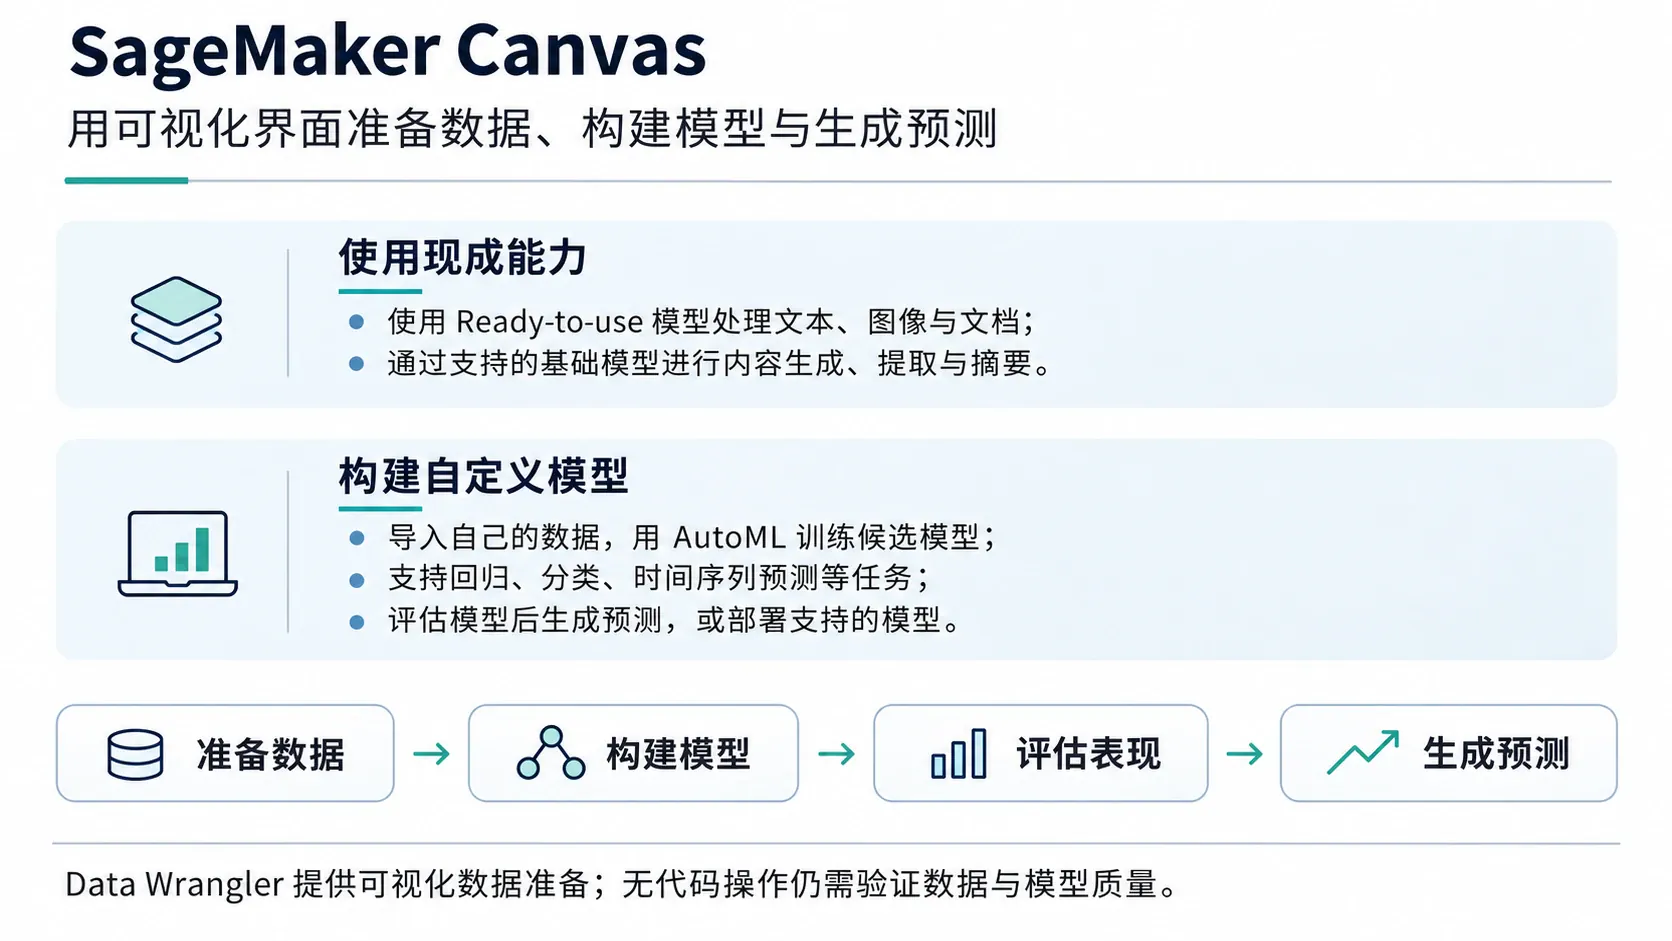 SageMaker Canvas
用可视化界面准备数据、构建模型与生成预测
使用现成能力
使用 Ready-to-use 模型处理文本、图像与文档；
通过支持的基础模型进行内容生成、提取与摘要。
构建自定义模型
导入自己的数据，用 AutoML 训练候选模型；
支持回归、分类、时间序列预测等任务；
评估模型后生成预测，或部署支持的模型。
准备数据
构建模型
评估表现
生成预测
Data Wrangler 提供可视化数据准备；无代码操作仍需验证数据与模型质量。